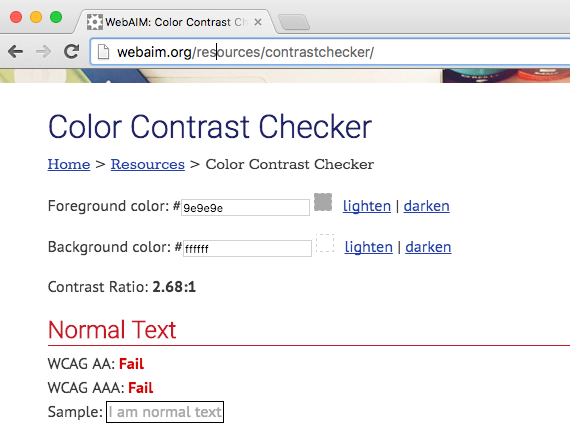 WebAIM: Color Contrast Ch
webaim.org/resources/contrastchecker/
Color Contrast Checker
Home > Resources > Color Contrast Checker
Foreground color: #9e9e9e lighten | darken
Background color: #ffffff lighten | darken
Contrast Ratio: 2.68:1
Normal Text
WCAG AA: Fail
WCAG AAA: Fail
Sample: I am normal text